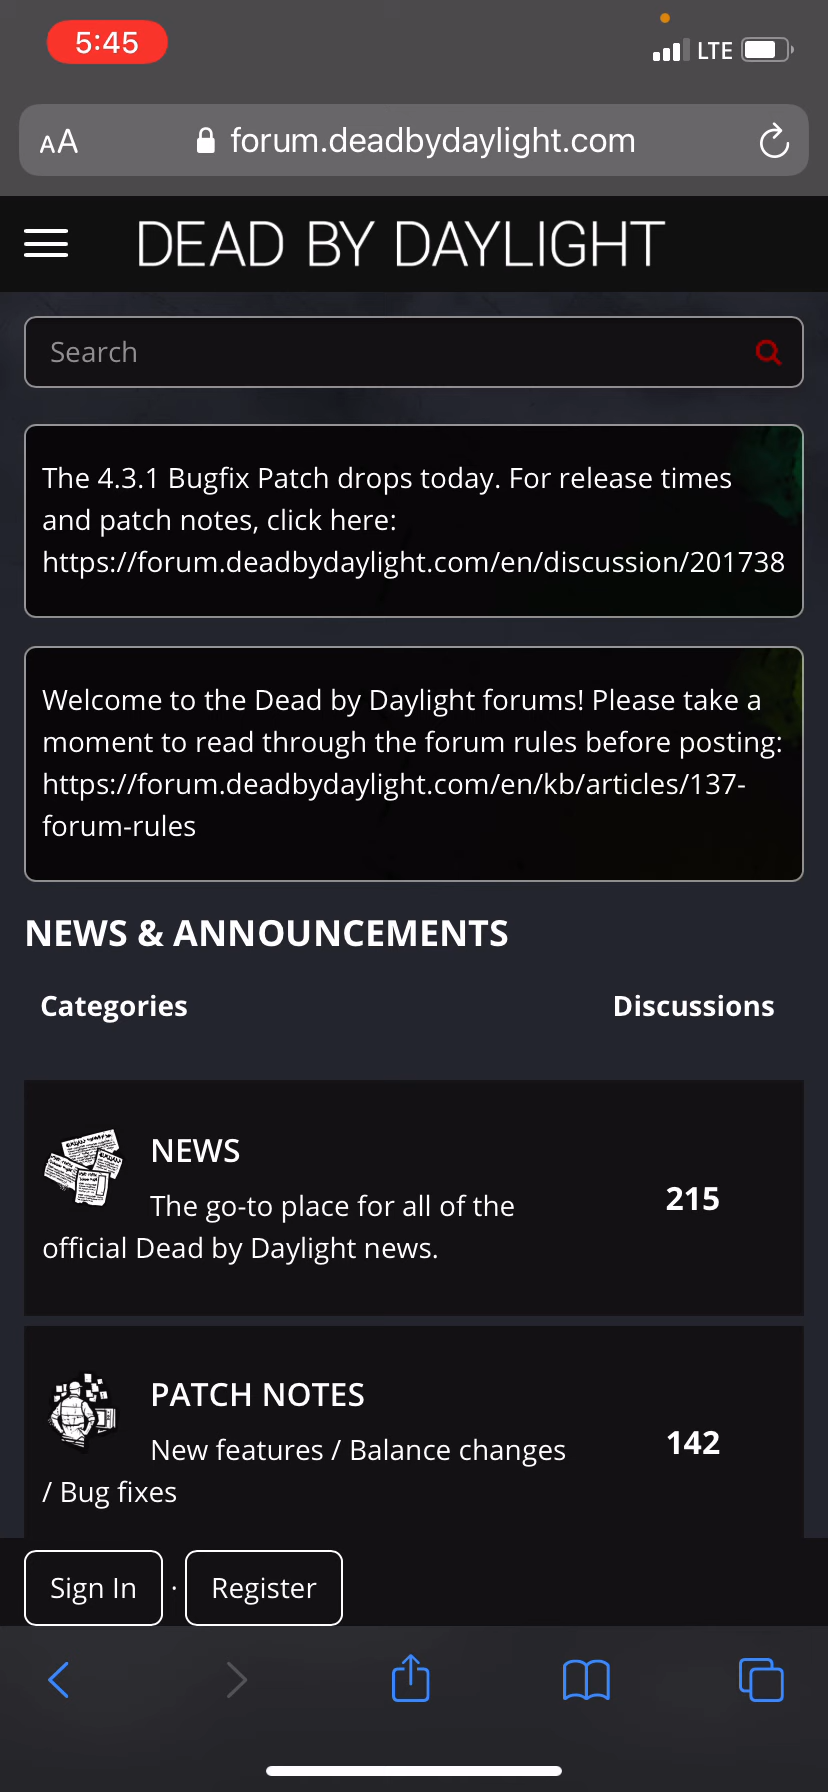 5:45
LTE
AA
forum.deadbydaylight.com
DEAD BY DAYLIGHT
Search
The 4.3.1 Bugfix Patch drops today. For release times
and patch notes, click here:
https://forum.deadbydaylight.com/en/discussion/201738
Welcome to the Dead by Daylight forums! Please take a
moment to read through the forum rules before posting:
https://forum.deadbydaylight.com/en/kb/articles/137-
forum-rules
NEWS & ANNOUNCEMENTS
Categories Discussions
NEWS
The go-to place for all of the
official Dead by Daylight news.
215
PATCH NOTES
New features / Balance changes
/ Bug fixes
142
Sign In · Register